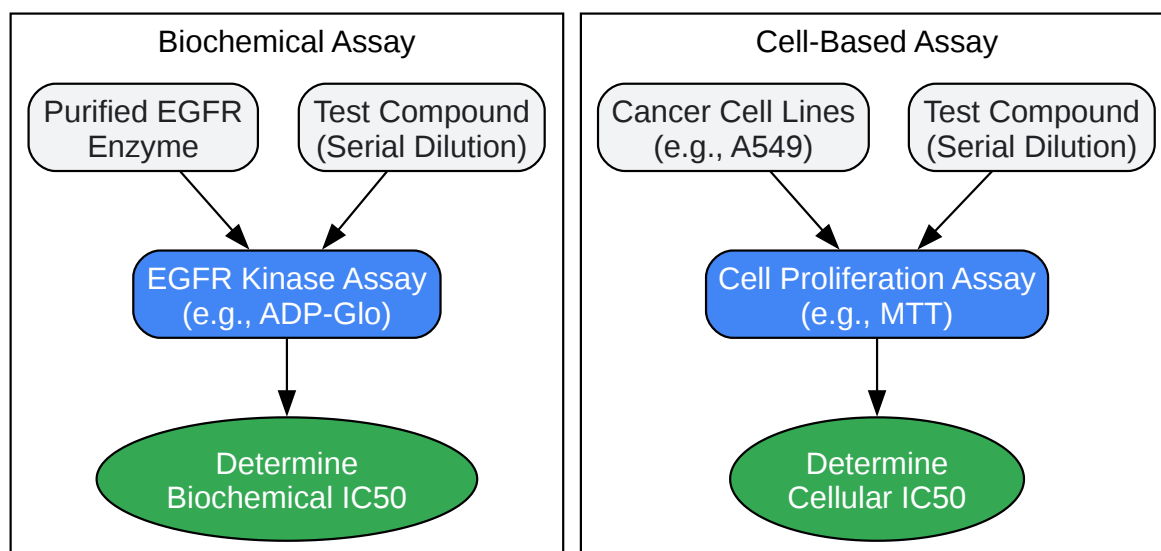 Biochemical Assay
Purified EGFR
Enzyme
Test Compound
(Serial Dilution)
EGFR Kinase Assay
(e.g., ADP-Glo)
Determine
Biochemical IC50
Cell-Based Assay
Cancer Cell Lines
(e.g., A549)
Test Compound
(Serial Dilution)
Cell Proliferation Assay
(e.g., MTT)
Determine
Cellular IC50